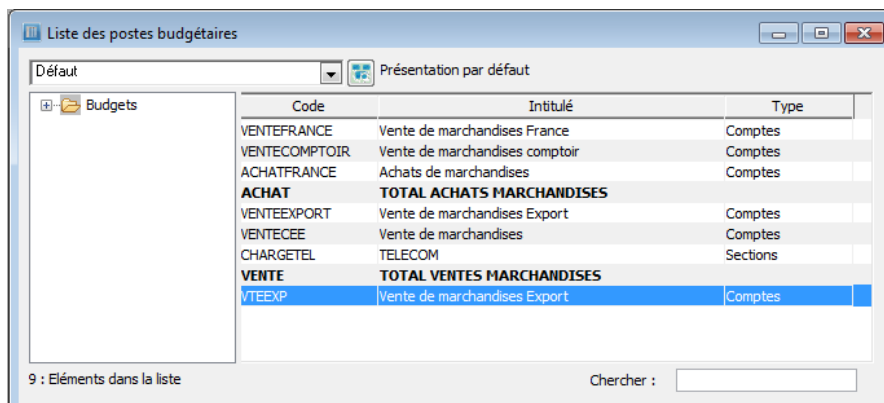 Liste des postes budgétaires
Défaut Présentation par défaut
Budgets
Code Intitulé Type
VENTEFRANCE Vente de marchandises France Comptes
VENTECOMPTOIR Vente de marchandises comptoir Comptes
ACHATFRANCE Achats de marchandises Comptes
ACHAT TOTAL ACHATS MARCHANDISES
VENTEEXPORT Vente de marchandises Export Comptes
VENTECEE Vente de marchandises Comptes
CHARGETEL TELECOM Sections
VENTE TOTAL VENTES MARCHANDISES
VTEEXP Vente de marchandises Export Comptes
9 : Eléments dans la liste Chercher :